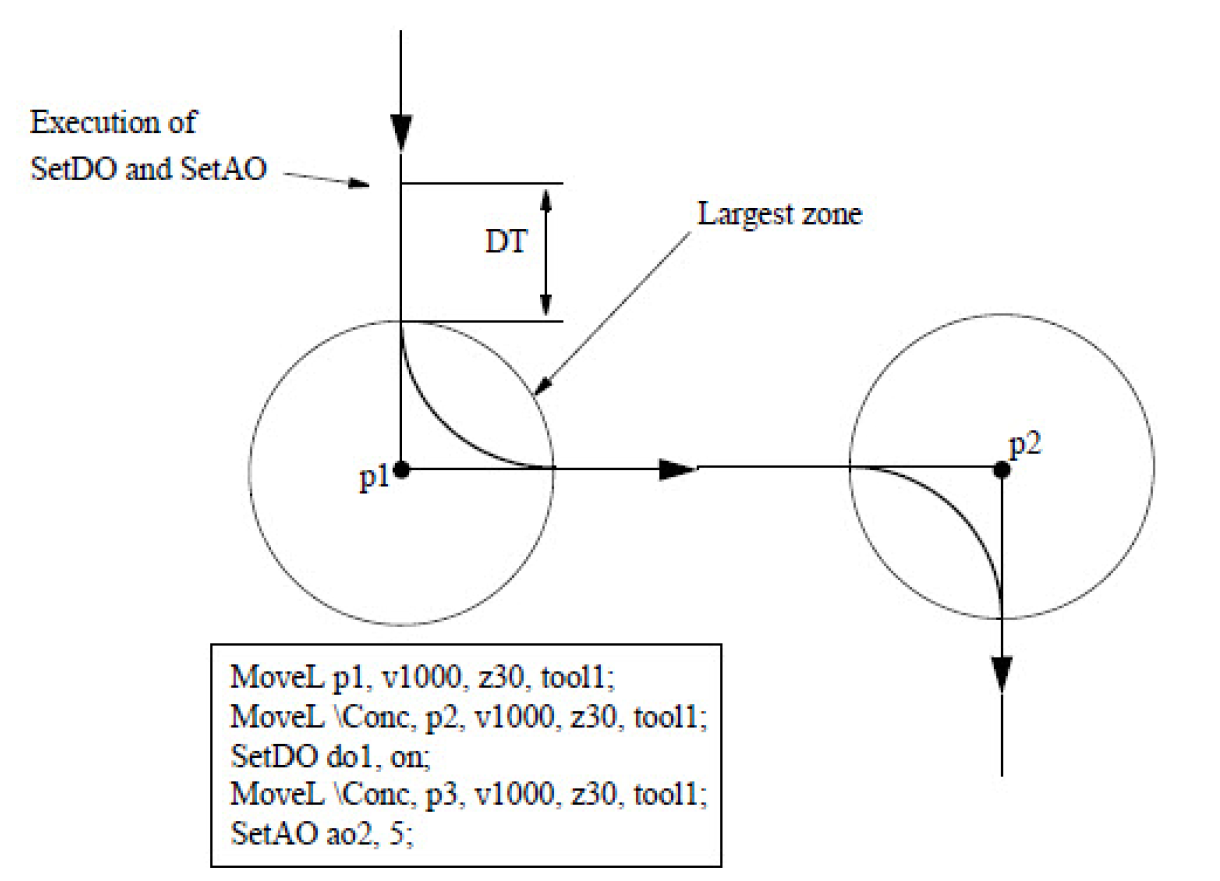 Execution of
SetDO and SetAO
DT
Largest zone
p1
p2
MoveL p1, v1000, z30, tool1;
MoveL \Conc, p2, v1000, z30, tool1;
SetDO do1, on;
MoveL \Conc, p3, v1000, z30, tool1;
SetAO ao2, 5;